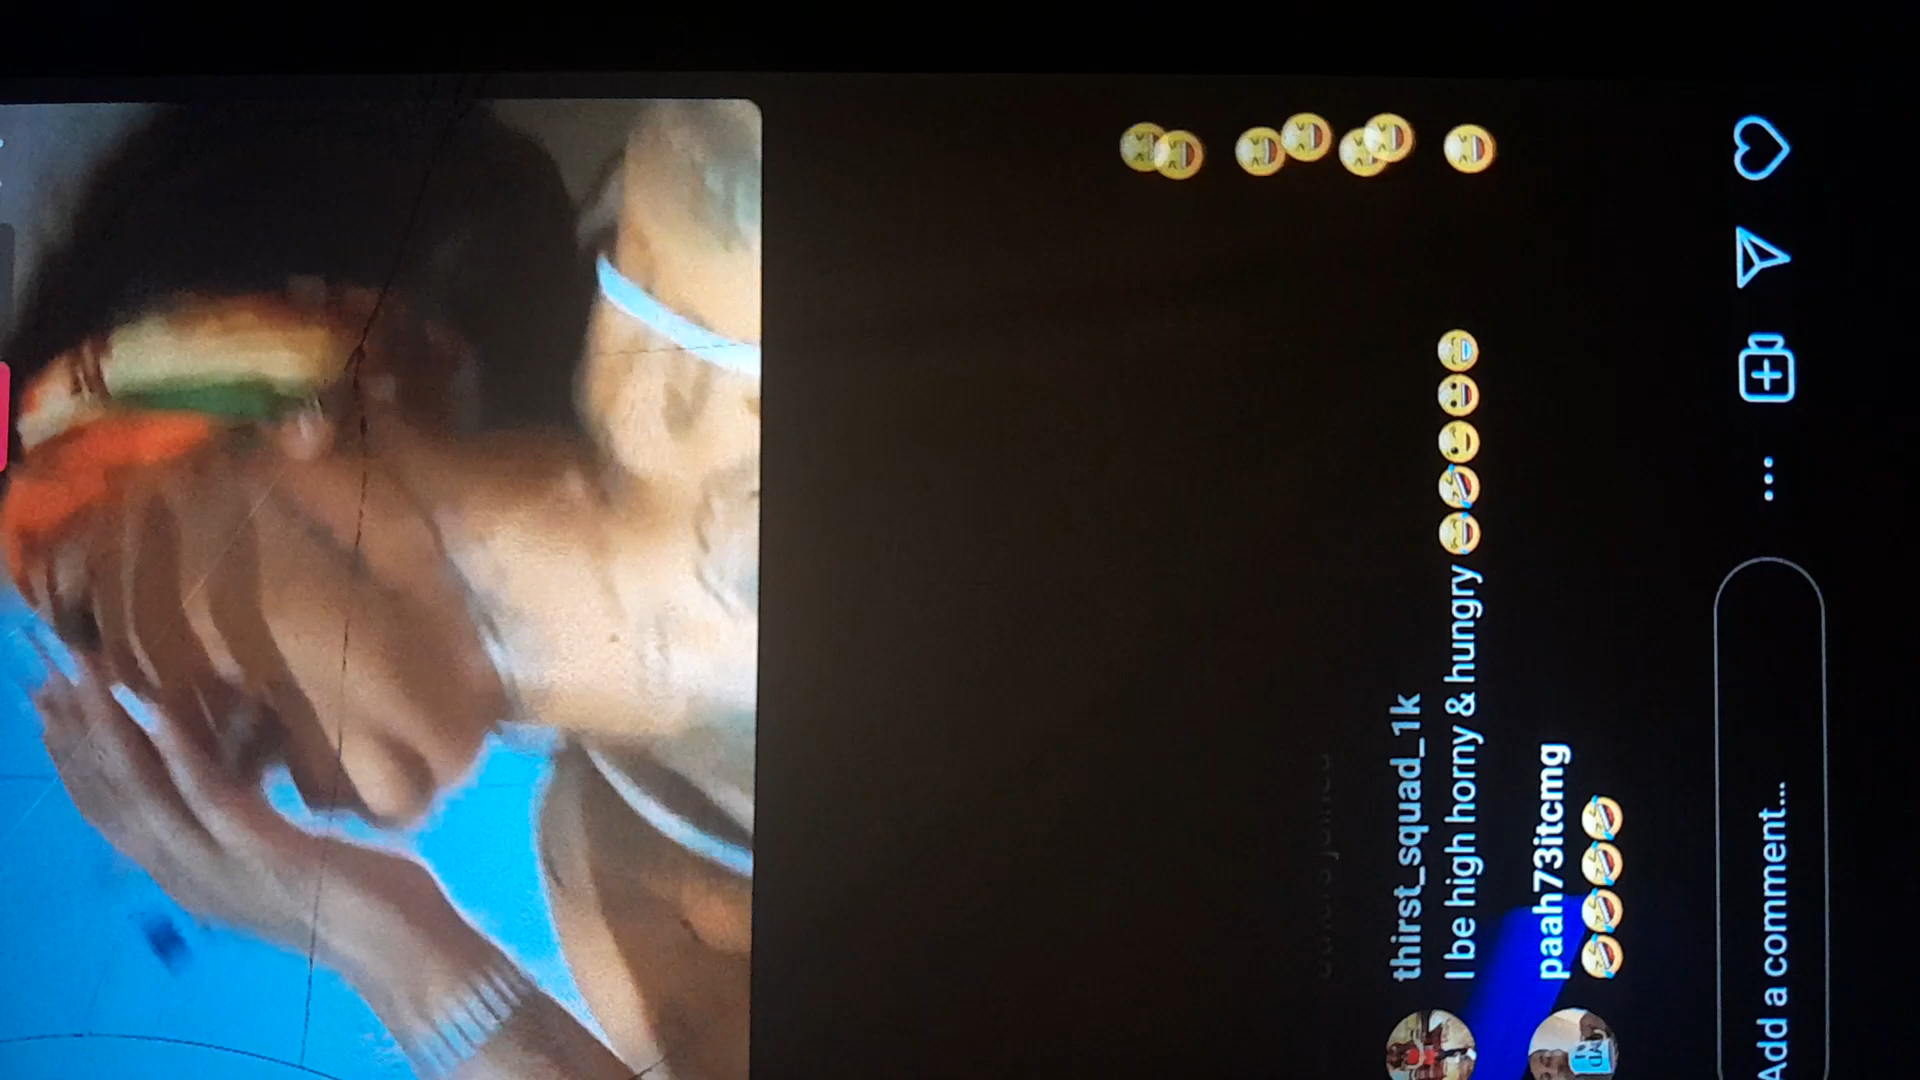 thirst_squad_1k
I be high horny & hungry 😂🤣😉😃😅
paah73itcmg
🤣🤣🤣🤣
Add a comment...